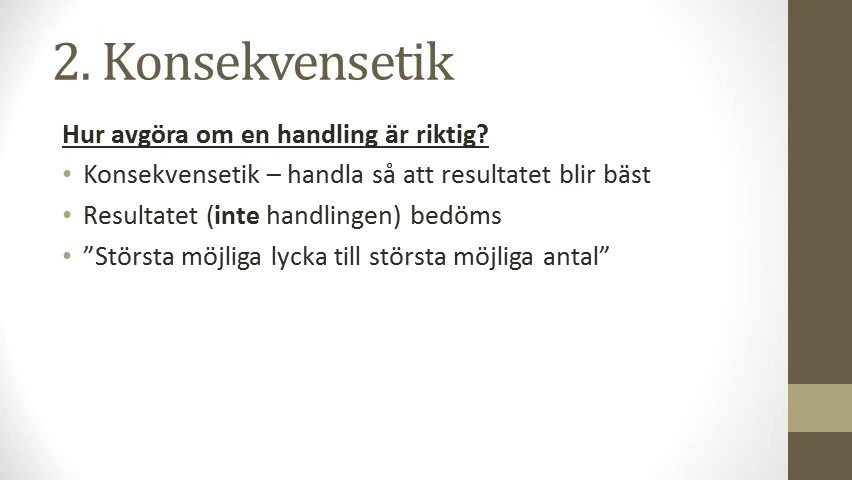 2. Konsekvensetik
Hur avgöra om en handling är riktig?
• Konsekvensetik – handla så att resultatet blir bäst
• Resultatet (inte handlingen) bedöms
• ”Största möjliga lycka till största möjliga antal”